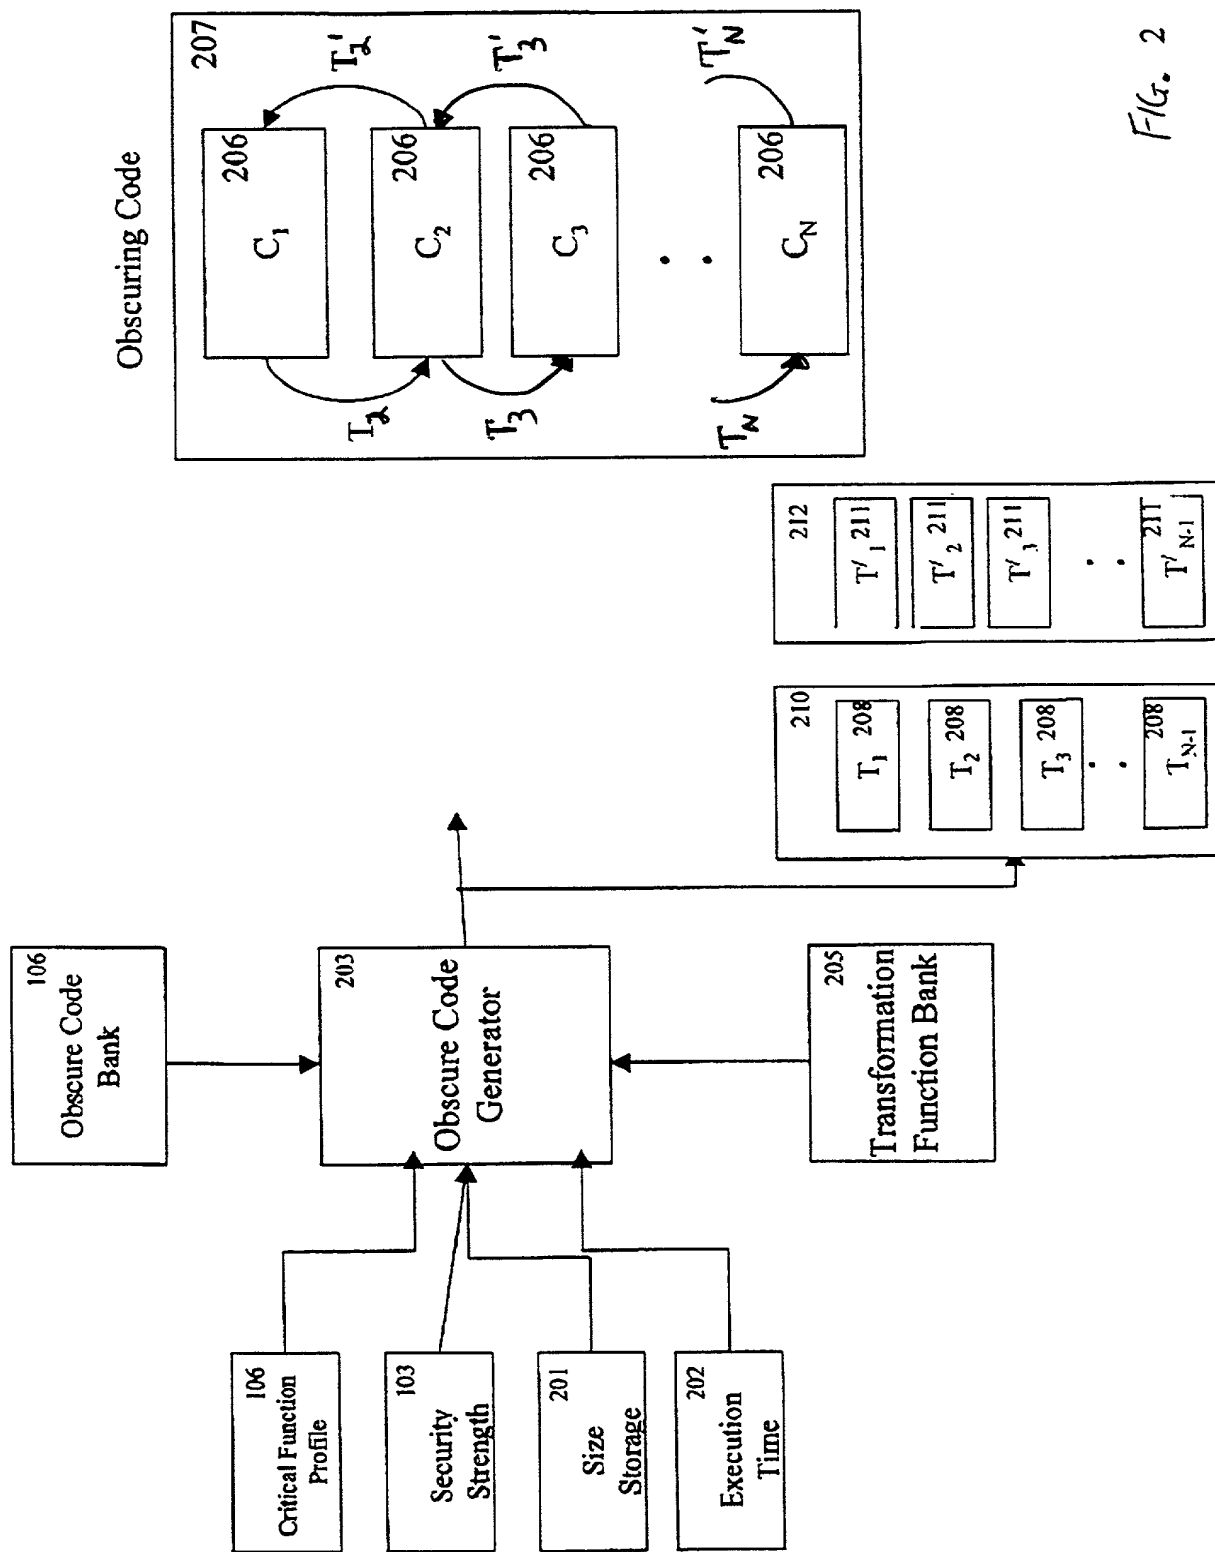 106
Critical Function
Profile
103
Security
Strength
201
Size
Storage
202
Execution
Time
106
Obscure Code
Bank
203
Obscure Code
Generator
205
Transformation
Function Bank
210
T1 208
T2 208
T3 208
. .
TN-1 208
212
T'1 211
T'2 211
T'3 211
. .
T'N-1 211
Obscuring Code
207
C1 206
T2
T2'
C2 206
T3
T3'
C3 206
. .
TN
TN'
CN 206
FIG. 2